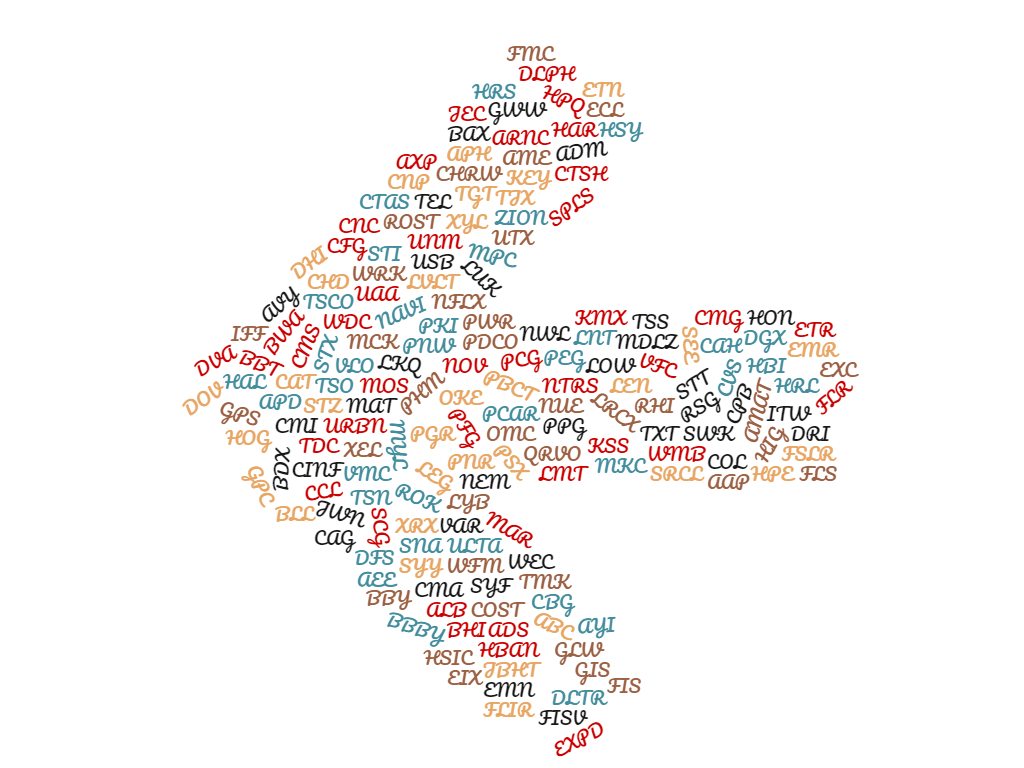 FMC
DLPH
HRS HPQ ETN
JEC GWW ECL
BAX ARNC HAR HSY
AXP APH AME ADM
CNP CHRW KEY CTSH
CTAS TEL TGT TJX SPLS
CNC ROST XYL ZION
CFG STI UNM UTX
DHI USB MPC
CHD WRK LVLT LUK
AVY TSCO UAA NFLX
IFF BWA WDC NAVI PKI PWR NWL KMX TSS CMG HON ETR
CMS STX MCK PNW PDCO LNT MDLZ SEE CAH DGX EMR
DVA BBT VLO LKQ NOV PCG PEG LOW VFC CVS HBI EXC
DOV HAL CAT TSO MOS PHM PBCT NTRS LEN STT HRL FLR
GPS APD STZ MAT OKE PCAR NUE LRCX RHI RSG CPB AMAT ITW
HOG CMI URBN MYL PGR PFG OMC PPG TXT SWK HIG DRI
TDC XEL PNR PSX QRVO KSS WMB COL FSLR
GPC BDX CINF VMC LEG NEM LMT MKC SRCL AAP HPE FLS
CCL TSN ROK LYB
BLL JWN SCG XRX VAR MAR
CAG SNA ULTA
DFS SYY WFM WEC
AEE CMA SYF TMK
BBY ALB COST CBG
BBBY BHI ADS ABC AYI
HSIC HBAN GLW
EIX JBHT GIS
EMN DLTR FIS
FLIR FISV
EXPD